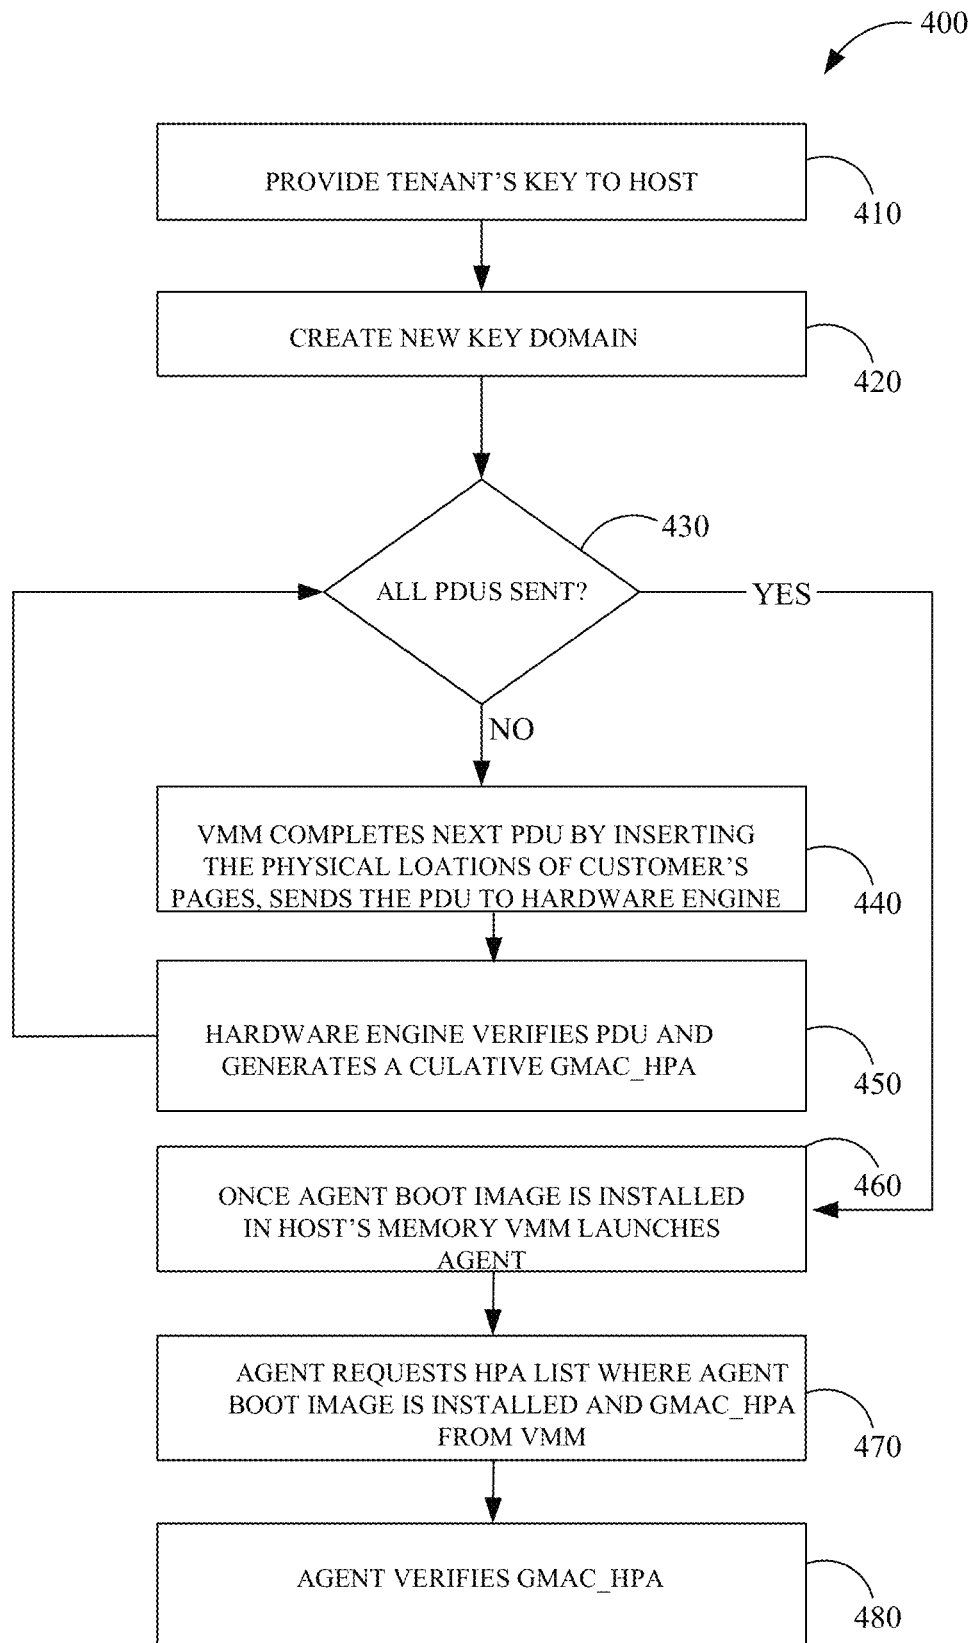 400
PROVIDE TENANT'S KEY TO HOST
410
CREATE NEW KEY DOMAIN
420
430
ALL PDUS SENT?
YES
NO
VMM COMPLETES NEXT PDU BY INSERTING
THE PHYSICAL LOATIONS OF CUSTOMER'S
PAGES, SENDS THE PDU TO HARDWARE ENGINE
440
HARDWARE ENGINE VERIFIES PDU AND
GENERATES A CULATIVE GMAC_HPA
450
460
ONCE AGENT BOOT IMAGE IS INSTALLED
IN HOST'S MEMORY VMM LAUNCHES
AGENT
AGENT REQUESTS HPA LIST WHERE AGENT
BOOT IMAGE IS INSTALLED AND GMAC_HPA
FROM VMM
470
AGENT VERIFIES GMAC_HPA
480